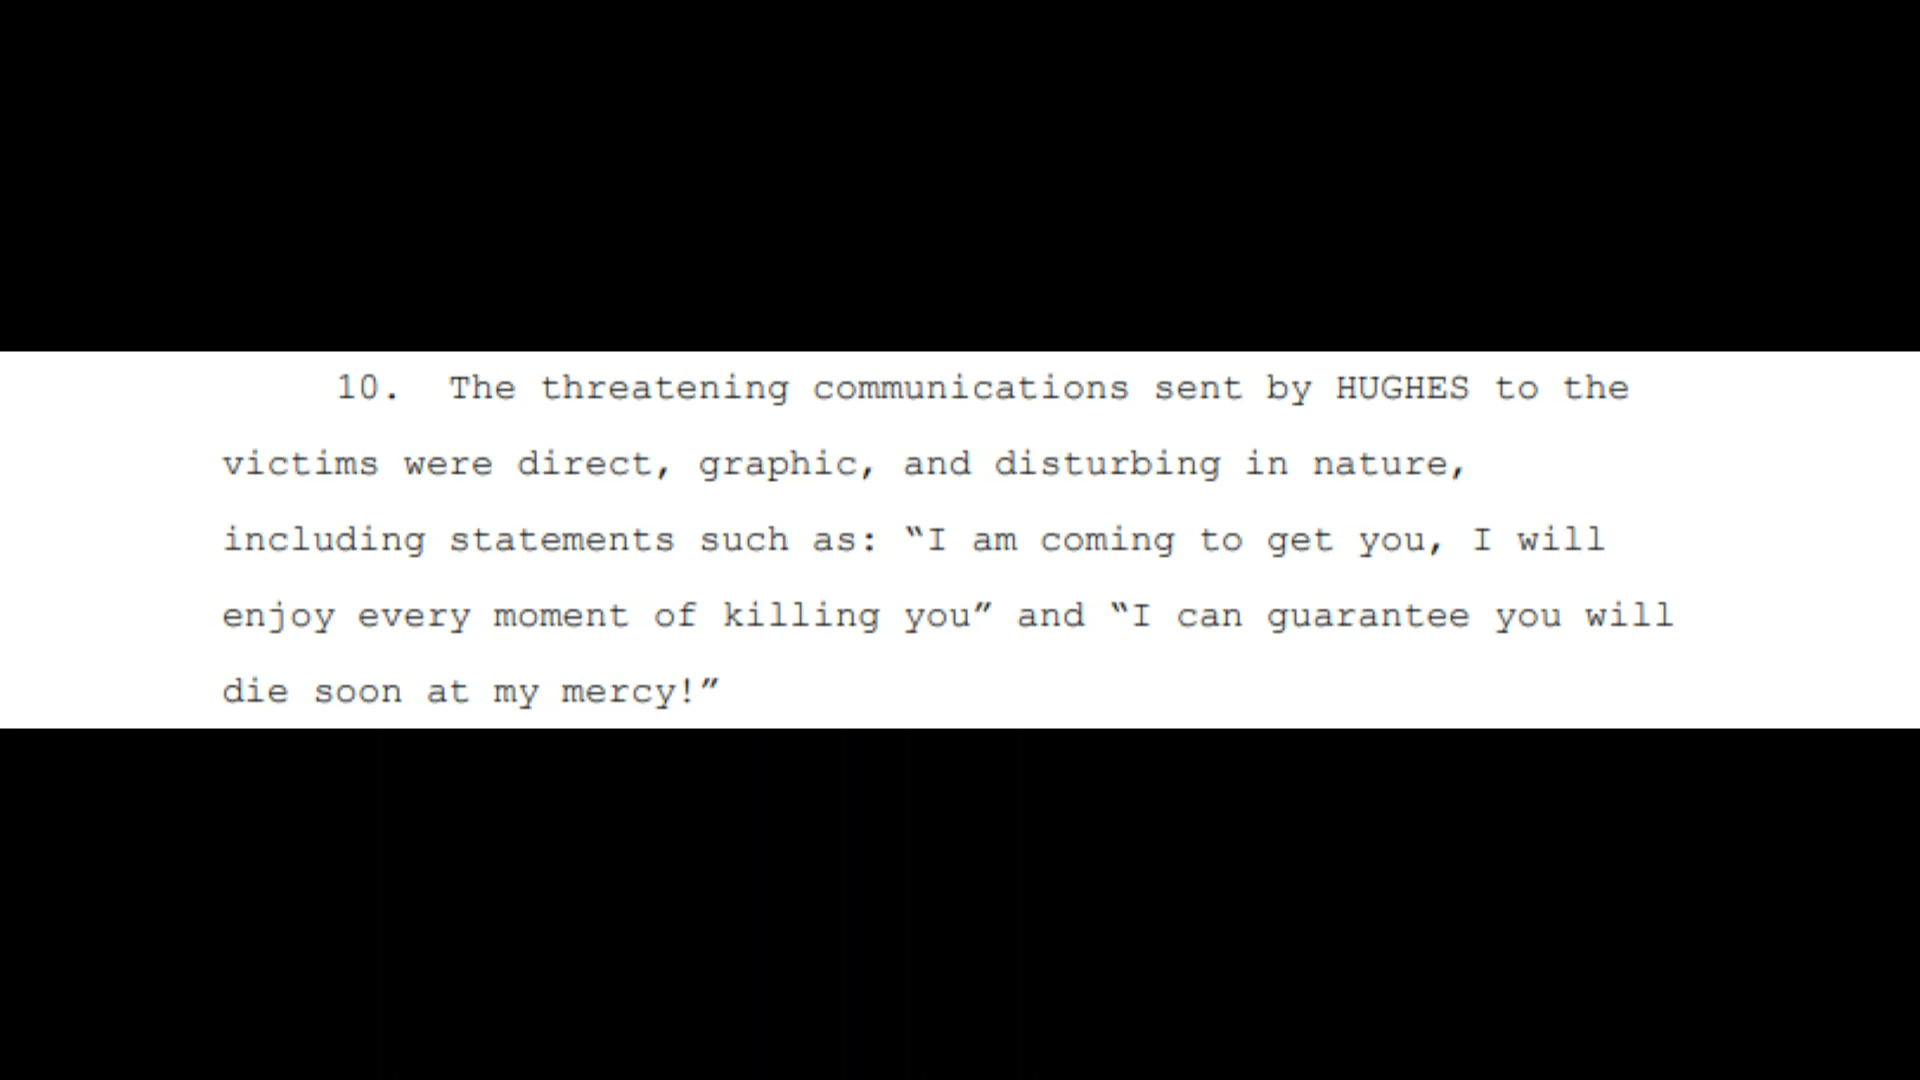 10. The threatening communications sent by HUGHES to the
victims were direct, graphic, and disturbing in nature,
including statements such as: “I am coming to get you, I will
enjoy every moment of killing you” and “I can guarantee you will
die soon at my mercy!”